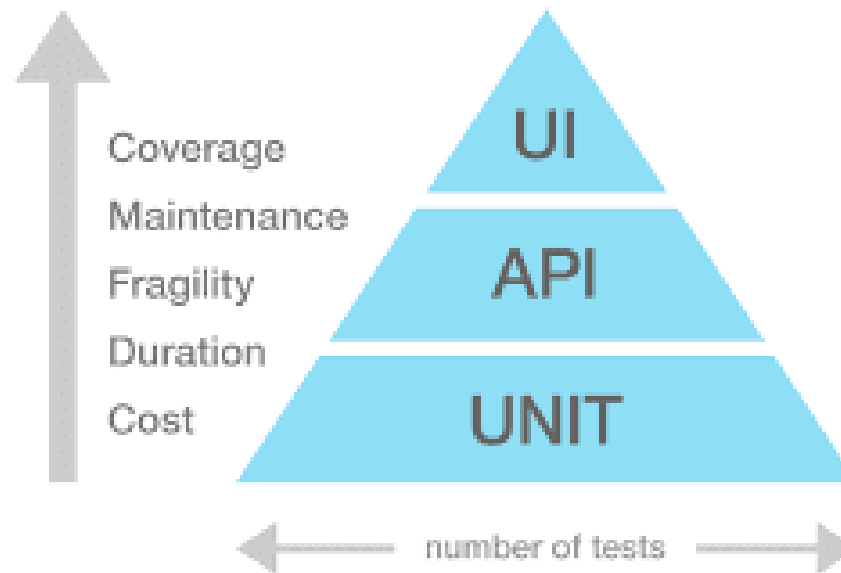 Coverage
Maintenance
Fragility
Duration
Cost
UI
API
UNIT
number of tests